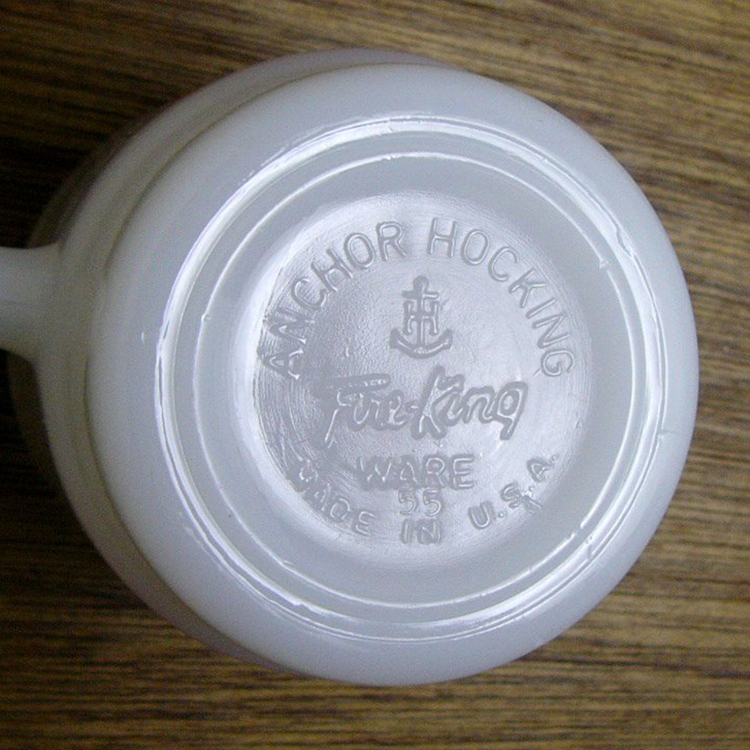 ANCHOR HOCKING
Fire-King
WARE
55
MADE IN U.S.A.